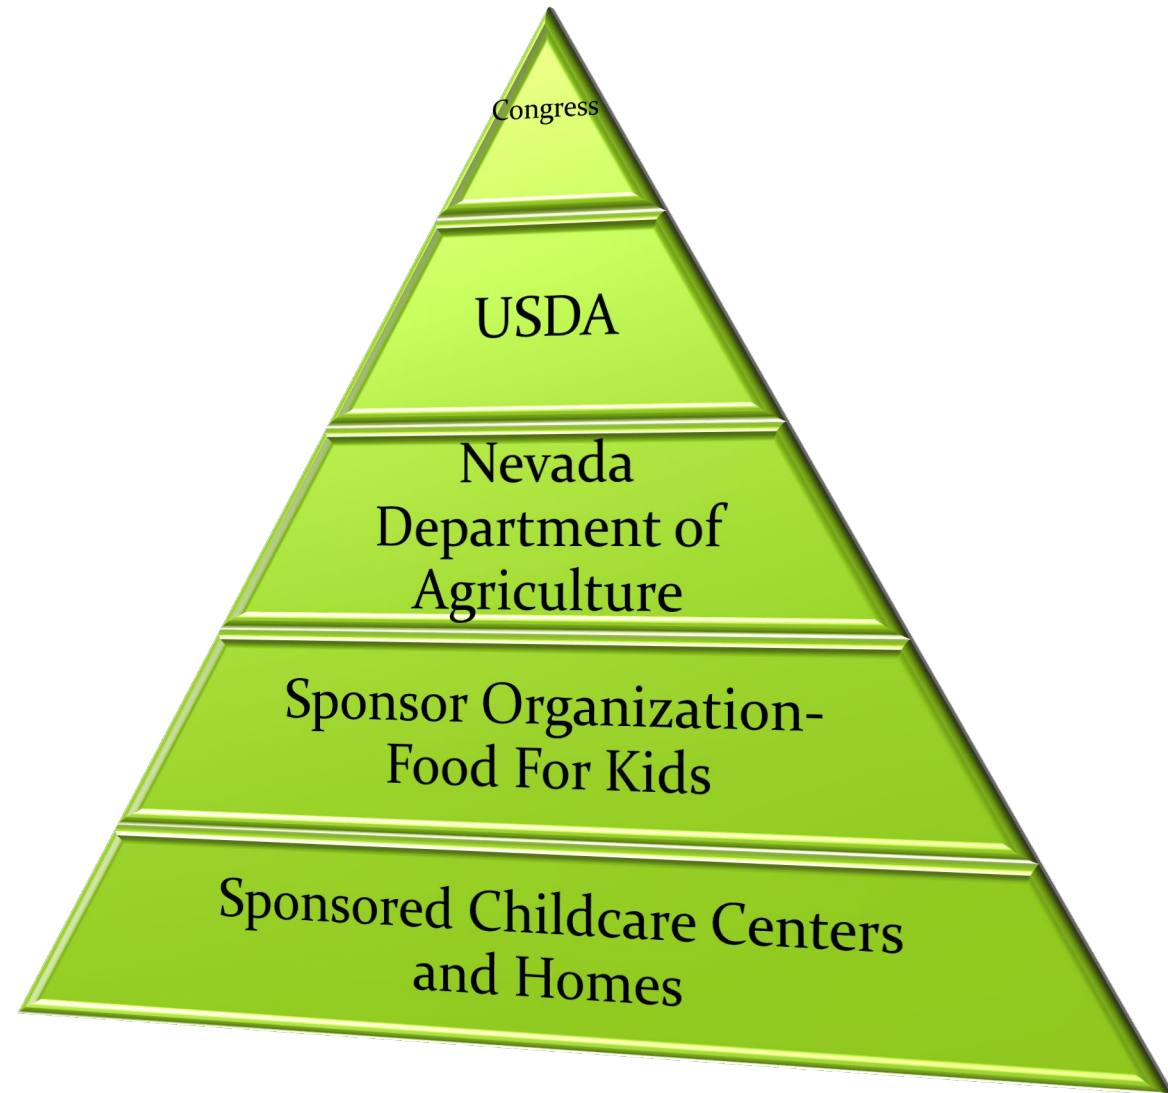 Congress
USDA
Nevada
Department of
Agriculture
Sponsor Organization-
Food For Kids
Sponsored Childcare Centers
and Homes